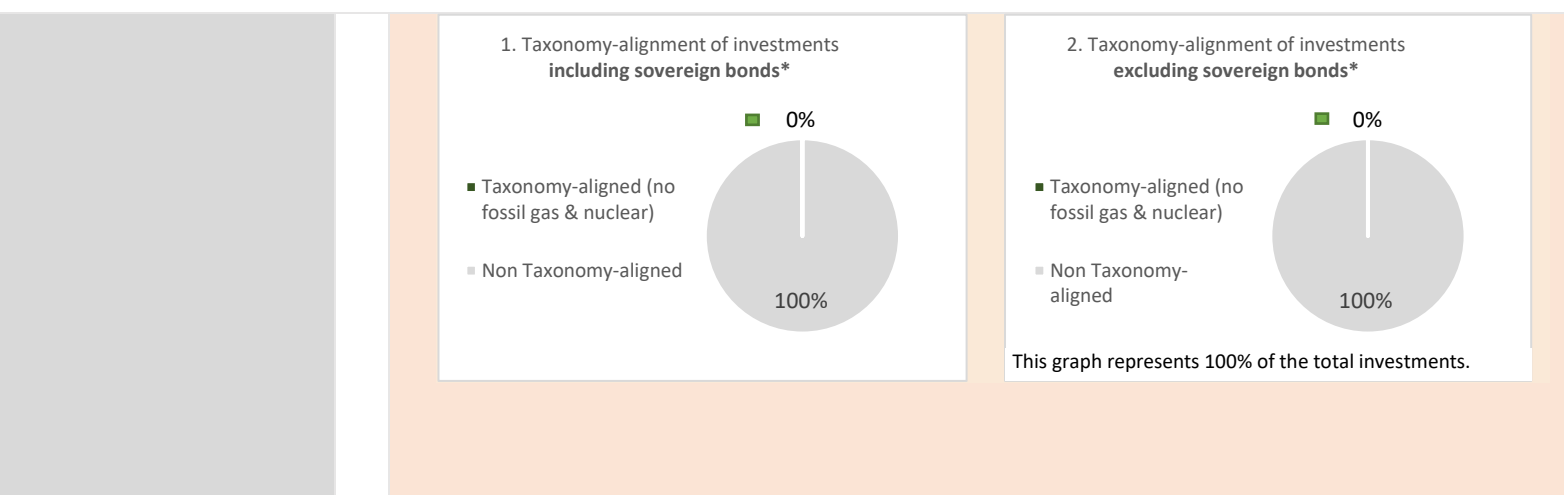 1. Taxonomy-alignment of investments
including sovereign bonds*
0%
Taxonomy-aligned (no
fossil gas & nuclear)
Non Taxonomy-aligned
100%
2. Taxonomy-alignment of investments
excluding sovereign bonds*
0%
Taxonomy-aligned (no
fossil gas & nuclear)
Non Taxonomy-
aligned
100%
This graph represents 100% of the total investments.